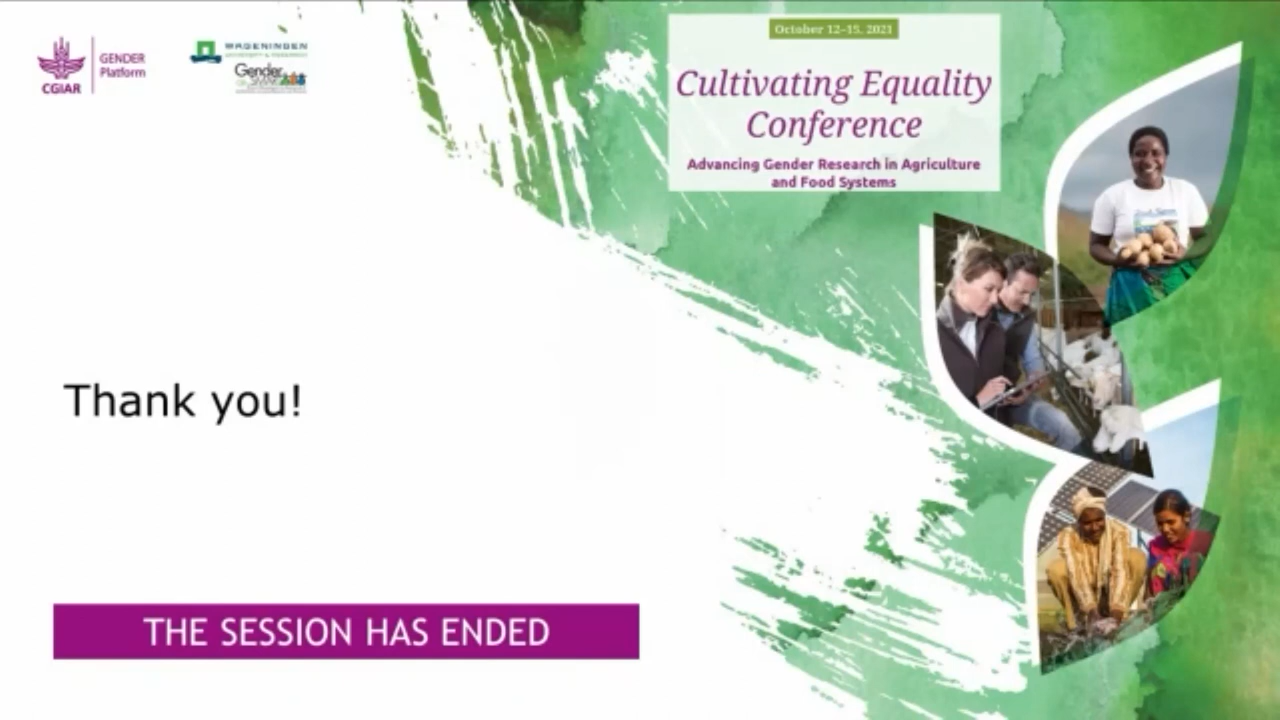 CGIAR
GENDER
Platform
WAGENINGEN
Gender
October 12-15, 2021
Cultivating Equality
Conference
Advancing Gender Research in Agriculture
and Food Systems
Thank you!
THE SESSION HAS ENDED